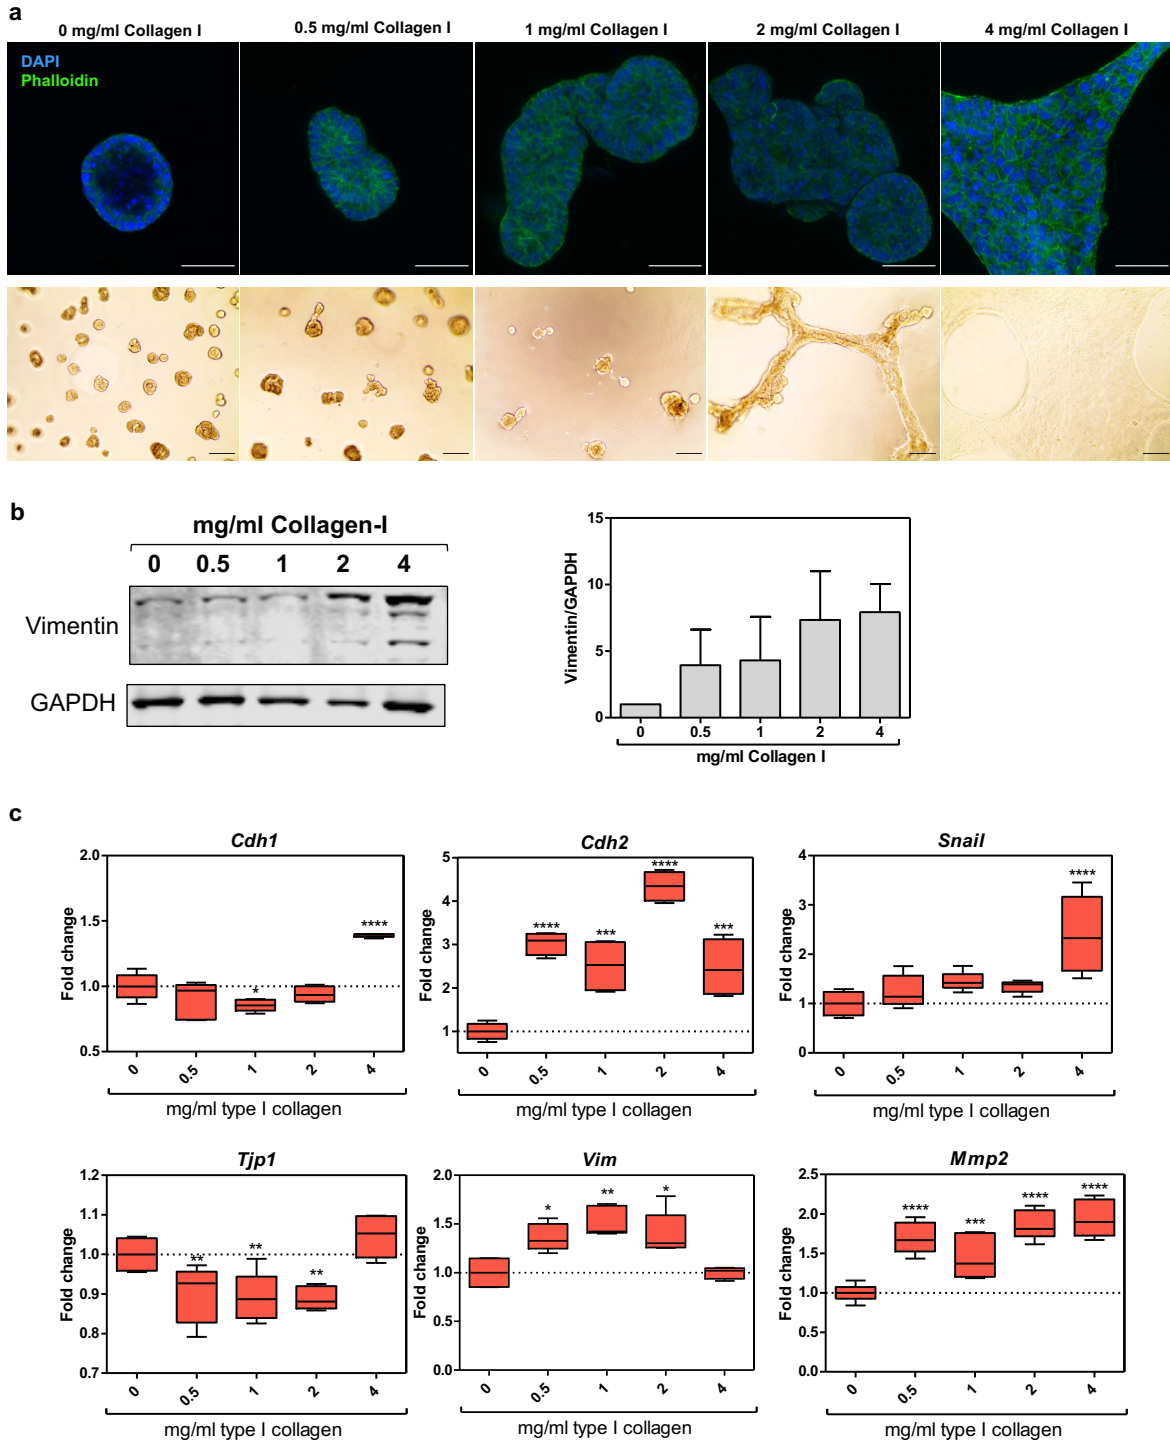 a
0 mg/ml Collagen I
0.5 mg/ml Collagen I
1 mg/ml Collagen I
2 mg/ml Collagen I
4 mg/ml Collagen I
DAPI
Phalloidin
b
mg/ml Collagen-I
0 0.5 1 2 4
Vimentin
GAPDH
Vimentin/GAPDH
15
10
5
0
0 0.5 1 2 4
mg/ml Collagen I
c
Cdh1
Fold change
2.0
1.5
1.0
0.5
* ****
0 0.5 1 2 4
mg/ml type I collagen
Cdh2
Fold change
5
4
3
2
1
**** *** **** ***
0 0.5 1 2 4
mg/ml type I collagen
Snail
Fold change
4
3
2
1
0
****
0 0.5 1 2 4
mg/ml type I collagen
Tjp1
Fold change
1.2
1.1
1.0
0.9
0.8
0.7
** ** **
0 0.5 1 2 4
mg/ml type I collagen
Vim
Fold change
2.0
1.5
1.0
0.5
0.0
* ** *
0 0.5 1 2 4
mg/ml type I collagen
Mmp2
Fold change
2.5
2.0
1.5
1.0
0.5
0.0
**** *** **** ****
0 0.5 1 2 4
mg/ml type I collagen